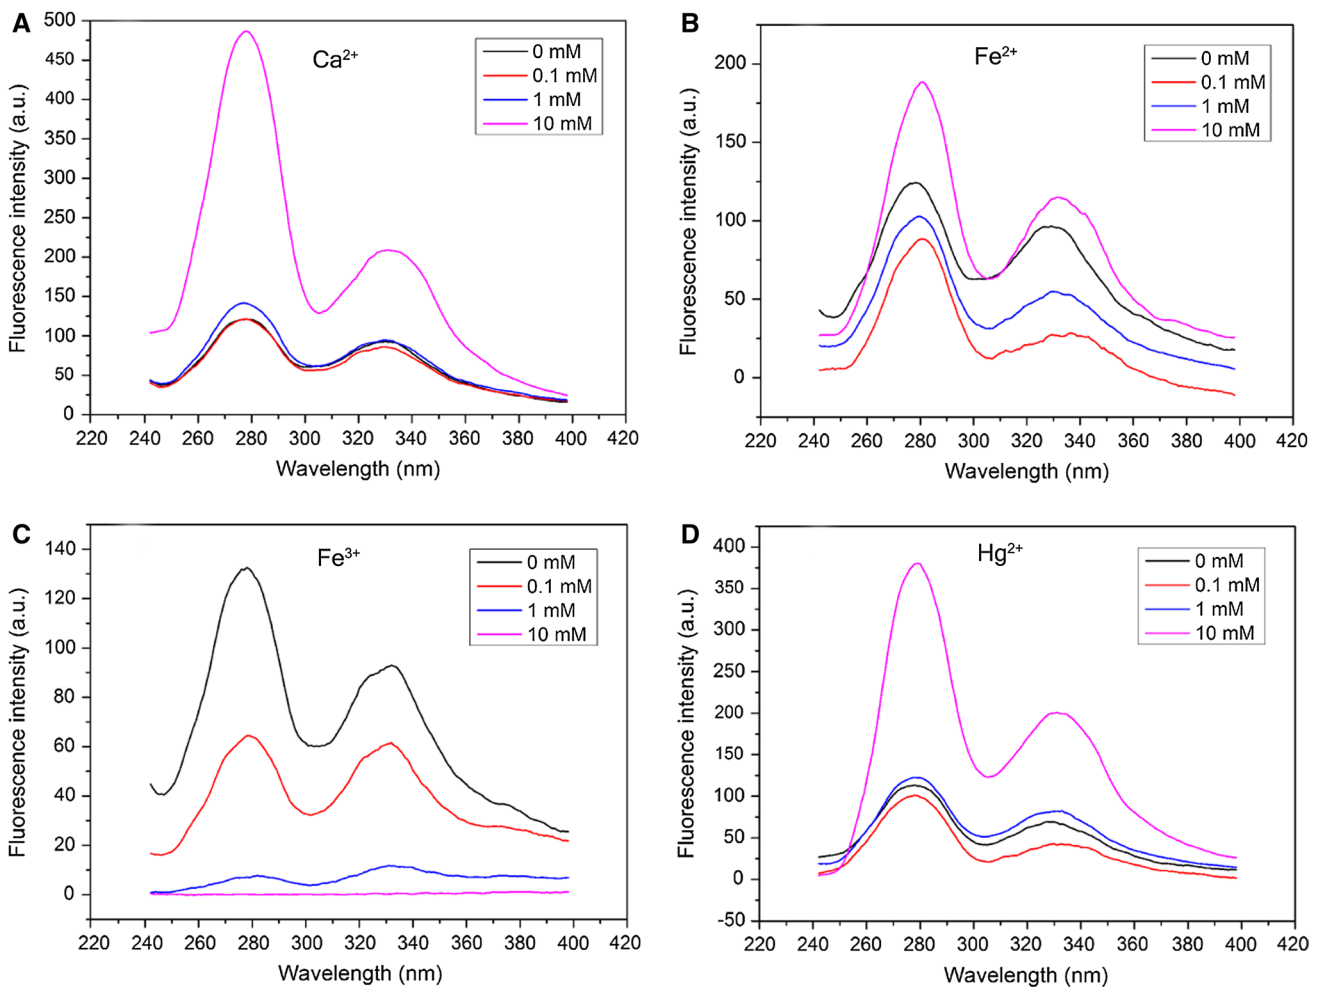 A
Ca2+
Fluorescence intensity (a.u.)
500
450
400
350
300
250
200
150
100
50
0
0 mM
0.1 mM
1 mM
10 mM
220 240 260 280 300 320 340 360 380 400 420
Wavelength (nm)
B
Fe2+
Fluorescence intensity (a.u.)
200
150
100
50
0
0 mM
0.1 mM
1 mM
10 mM
220 240 260 280 300 320 340 360 380 400 420
Wavelength (nm)
C
Fe3+
Fluorescence intensity (a.u.)
140
120
100
80
60
40
20
0
0 mM
0.1 mM
1 mM
10 mM
220 240 260 280 300 320 340 360 380 400 420
Wavelength (nm)
D
Hg2+
Fluorescence intensity (a.u.)
400
350
300
250
200
150
100
50
0
-50
0 mM
0.1 mM
1 mM
10 mM
220 240 260 280 300 320 340 360 380 400 420
Wavelength (nm)